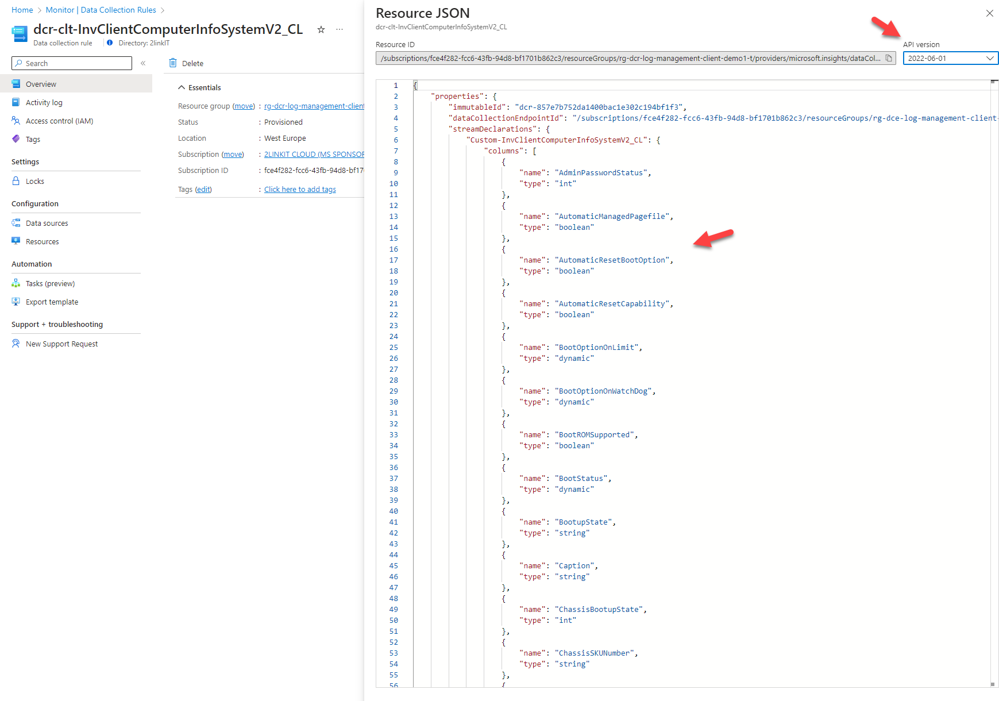 Home > Monitor | Data Collection Rules >
dcr-clt-InvClientComputerInfoSystemV2_CL
Data collection rule
Directory: 2linkIT
Search
Overview
Activity log
Access control (IAM)
Tags
Settings
Locks
Configuration
Data sources
Resources
Automation
Tasks (preview)
Export template
Support + troubleshooting
New Support Request
Delete
Essentials
Resource group (move) : rg-dcr-log-management-client
Status : Provisioned
Location : West Europe
Subscription (move) : 2LINKIT CLOUD (MS SPONSOR
Subscription ID : fce4f282-fcc6-43fb-94d8-bf17
Tags (edit) : Click here to add tags
Resource JSON
dcr-clt-InvClientComputerInfoSystemV2_CL
Resource ID
/subscriptions/fce4f282-fcc6-43fb-94d8-bf1701b862c3/resourceGroups/rg-dcr-log-management-client-demo1-t/providers/microsoft.insights/dataCol...
API version
2022-06-01
1 {
2 "properties": {
3 "immutableId": "dcr-857e7b752da1400bac1e302c194bf1f3",
4 "dataCollectionEndpointId": "/subscriptions/fce4f282-fcc6-43fb-94d8-bf1701b862c3/resourceGroups/rg-dce-log-management-client-
5 "streamDeclarations": {
6 "Custom-InvClientComputerInfoSystemV2_CL": {
7 "columns": [
8 {
9 "name": "AdminPasswordStatus",
10 "type": "int"
11 },
12 {
13 "name": "AutomaticManagedPagefile",
14 "type": "boolean"
15 },
16 {
17 "name": "AutomaticResetBootOption",
18 "type": "boolean"
19 },
20 {
21 "name": "AutomaticResetCapability",
22 "type": "boolean"
23 },
24 {
25 "name": "BootOptionOnLimit",
26 "type": "dynamic"
27 },
28 {
29 "name": "BootOptionOnWatchDog",
30 "type": "dynamic"
31 },
32 {
33 "name": "BootROMSupported",
34 "type": "boolean"
35 },
36 {
37 "name": "BootStatus",
38 "type": "dynamic"
39 },
40 {
41 "name": "BootupState",
42 "type": "string"
43 },
44 {
45 "name": "Caption",
46 "type": "string"
47 },
48 {
49 "name": "ChassisBootupState",
50 "type": "int"
51 },
52 {
53 "name": "ChassisSKUNumber",
54 "type": "string"
55 },
56 {